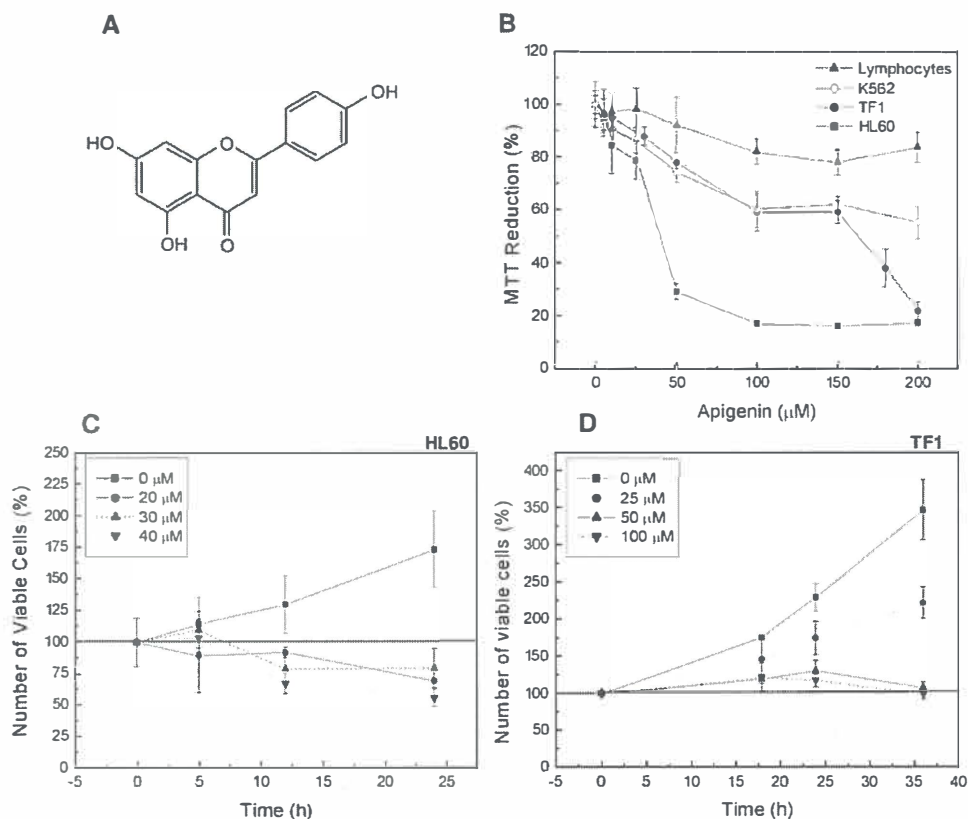 A
OH
HO
O
OH
O
B
120
100
80
60
40
20
0
MTT Reduction (%)
Lymphocytes
K562
TF1
HL60
0
50
100
150
200
Apigenin (μM)
C
HL60
250
225
200
175
150
125
100
75
50
25
0
Number of Viable Cells (%)
0 μM
20 μM
30 μM
40 μM
-5
0
5
10
15
20
25
Time (h)
D
TF1
400
350
300
250
200
150
100
50
0
Number of viable cells (%)
0 μM
25 μM
50 μM
100 μM
-5
0
5
10
15
20
25
30
35
40
Time (h)